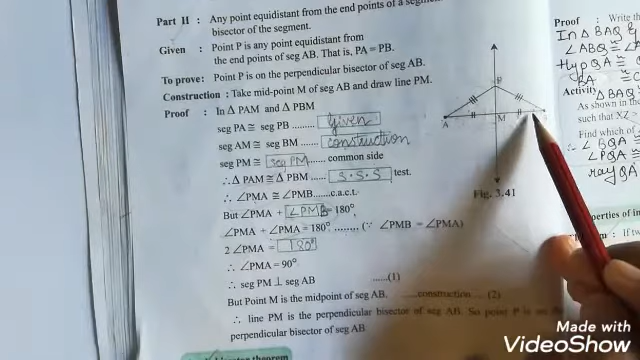 Part II : Any point equidistant from the end points of a segment
bisector of the segment.
Given : Point P is any point equidistant from
the end points of seg AB. That is, PA = PB.
To prove: Point P is on the perpendicular bisector of seg AB.
Construction : Take mid-point M of seg AB and draw line PM.
Proof : In Δ PAM and Δ PBM
seg PA ≅ seg PB ......... given
seg AM ≅ seg BM ....... construction
seg PM ≅ seg PM ....... common side
∴ Δ PAM ≅ Δ PBM ...... S.S.S test.
∴ ∠PMA ≅ ∠PMB.......c.a.c.t.
But ∠PMA + ∠PMB = 180°,
∠PMA + ∠PMA = 180° ........ (∵ ∠PMB = ∠PMA)
2 ∠PMA = 180°
∴ ∠PMA = 90°
∴ seg PM ⊥ seg AB ......(1)
But Point M is the midpoint of seg AB. ......construction (2)
∴ line PM is the perpendicular bisector of seg AB. So point P is on the
perpendicular bisector of seg AB.
P
A
M
Fig. 3.41
Proof : Write the
In Δ BAQ &
∠ABQ ≅
Hyp QA ≅
BA ≅
Activity Δ BAQ
As shown in the
such that XZ >
Find which of
∴ ∠BQA ≅
∠PQA ≅
ray QA
perties of
: If two
theorem
Made with
VideoShow